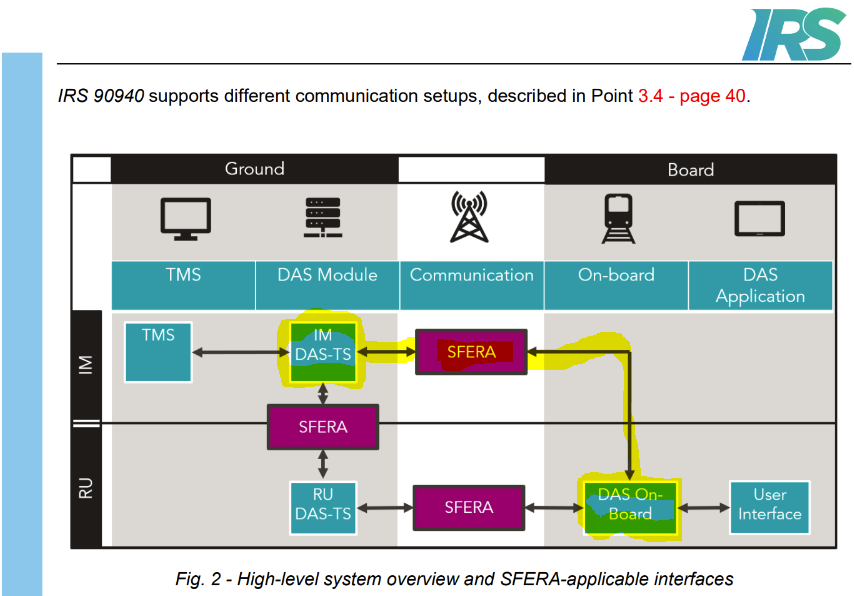 IRS
IRS 90940 supports different communication setups, described in Point 3.4 - page 40.
Ground
Board
TMS
DAS Module
Communication
On-board
DAS
Application
IM
TMS
IM
DAS-TS
SFERA
SFERA
RU
RU
DAS-TS
SFERA
DAS On-
Board
User
Interface
Fig. 2 - High-level system overview and SFERA-applicable interfaces